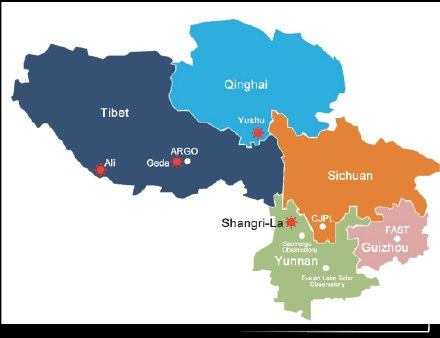 Qinghai
Tibet
Yushu
ARGO
Ali
Geda
Sichuan
Shangri-La
CJPL
FAST
Gaomeigu
Observatory
Guizhou
Yunnan
Fuxian Lake Solar
Observatory